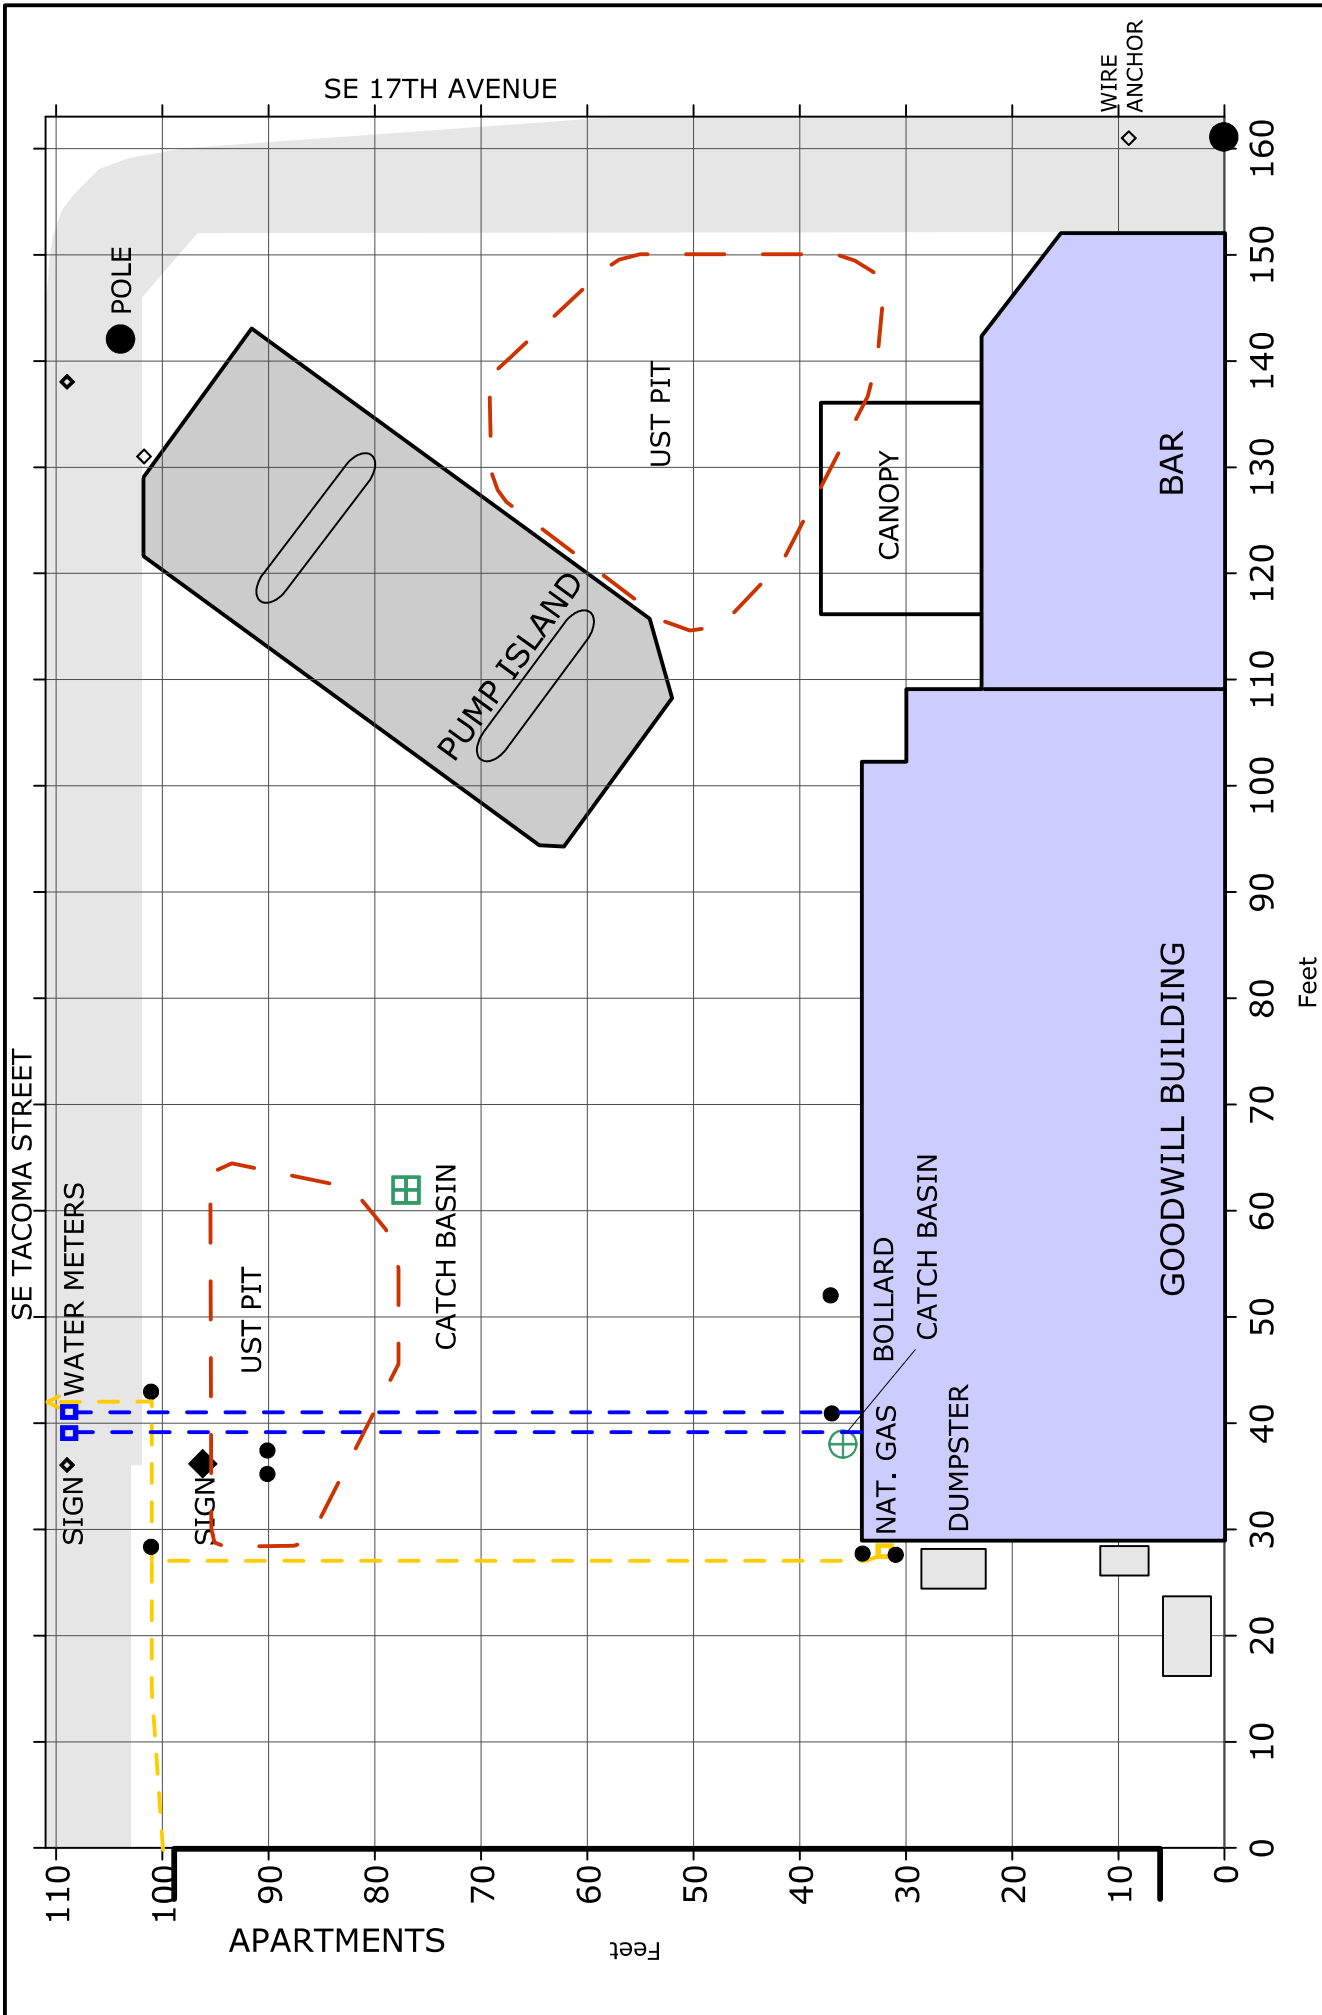 SE TACOMA STREET
SE 17TH AVENUE
WIRE
ANCHOR
POLE
UST PIT
CANOPY
BAR
PUMP ISLAND
WATER METERS
SIGN
SIGN
UST PIT
CATCH BASIN
BOLLARD
CATCH BASIN
NAT. GAS
DUMPSTER
GOODWILL BUILDING
APARTMENTS
Feet
110
100
90
80
70
60
50
40
30
20
10
0
0
10
20
30
40
50
60
70
80
90
100
110
120
130
140
150
160
Feet